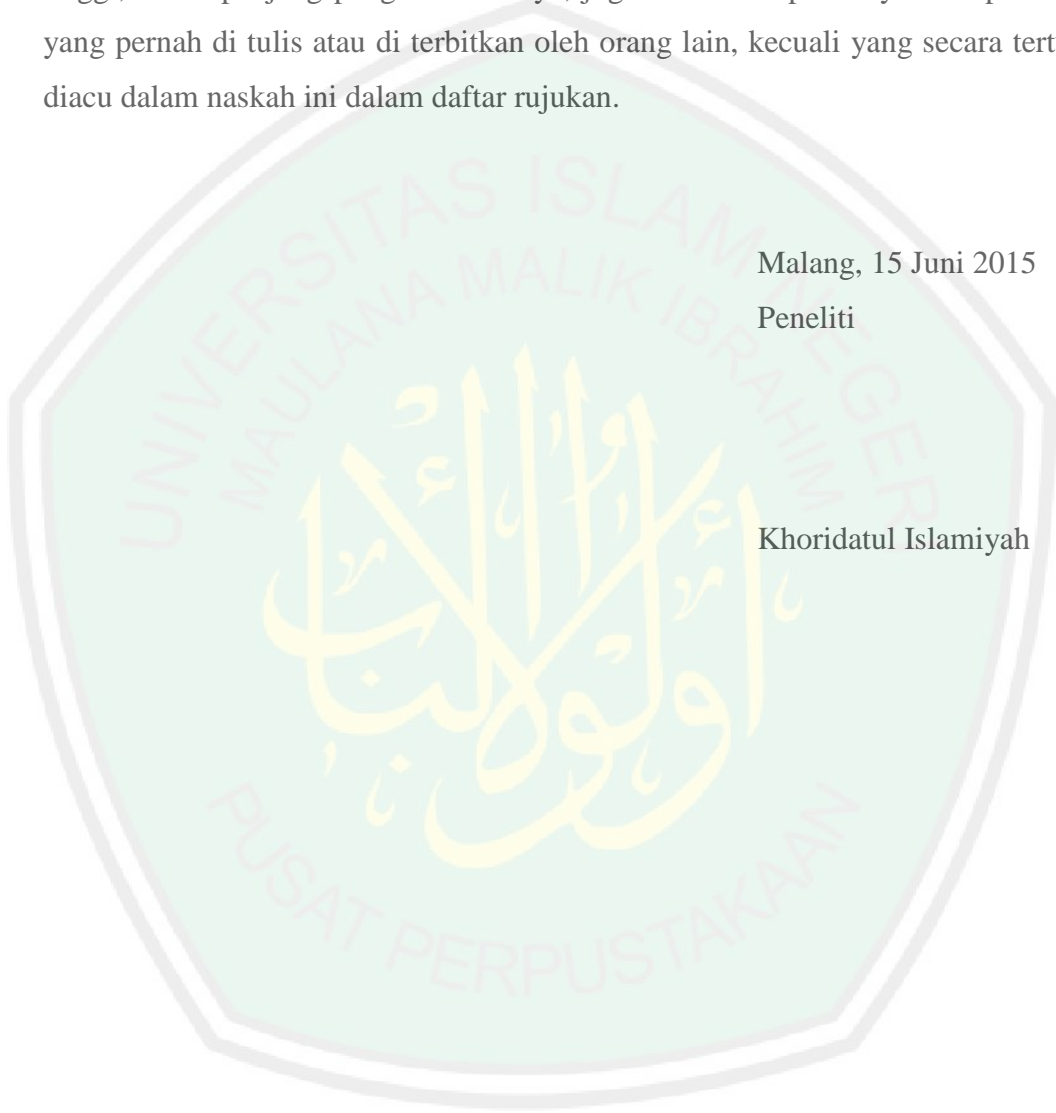 yang pernah di tulis atau di terbitkan oleh orang lain, kecuali yang secara tert
diacu dalam naskah ini dalam daftar rujukan.
UNIVERSITAS ISLAM NEGERI
MAULANA MALIK IBRAHIM
Malang, 15 Juni 2015
Peneliti
أولوا الألباب
Khoridatul Islamiyah
PUSAT PERPUSTAKAAN